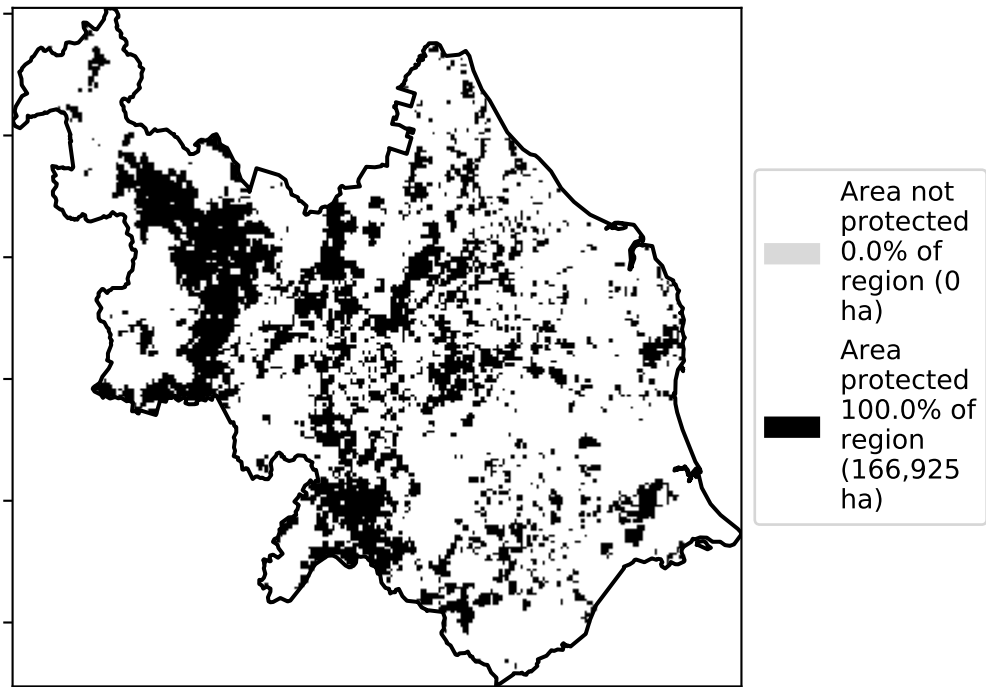 Area not
protected
0.0% of
region (0
ha)
Area
protected
100.0% of
region
(166,925
ha)